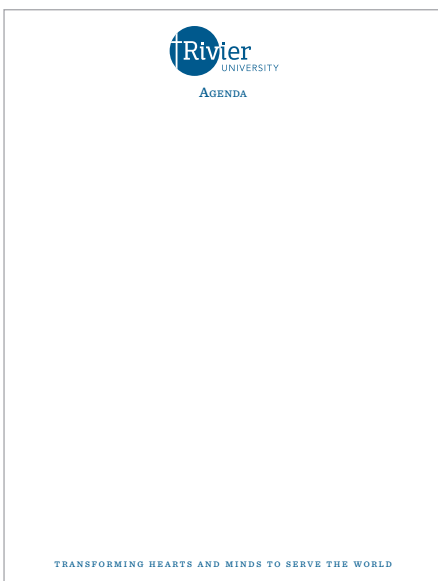 Rivier
UNIVERSITY
AGENDA
TRANSFORMING HEARTS AND MINDS TO SERVE THE WORLD